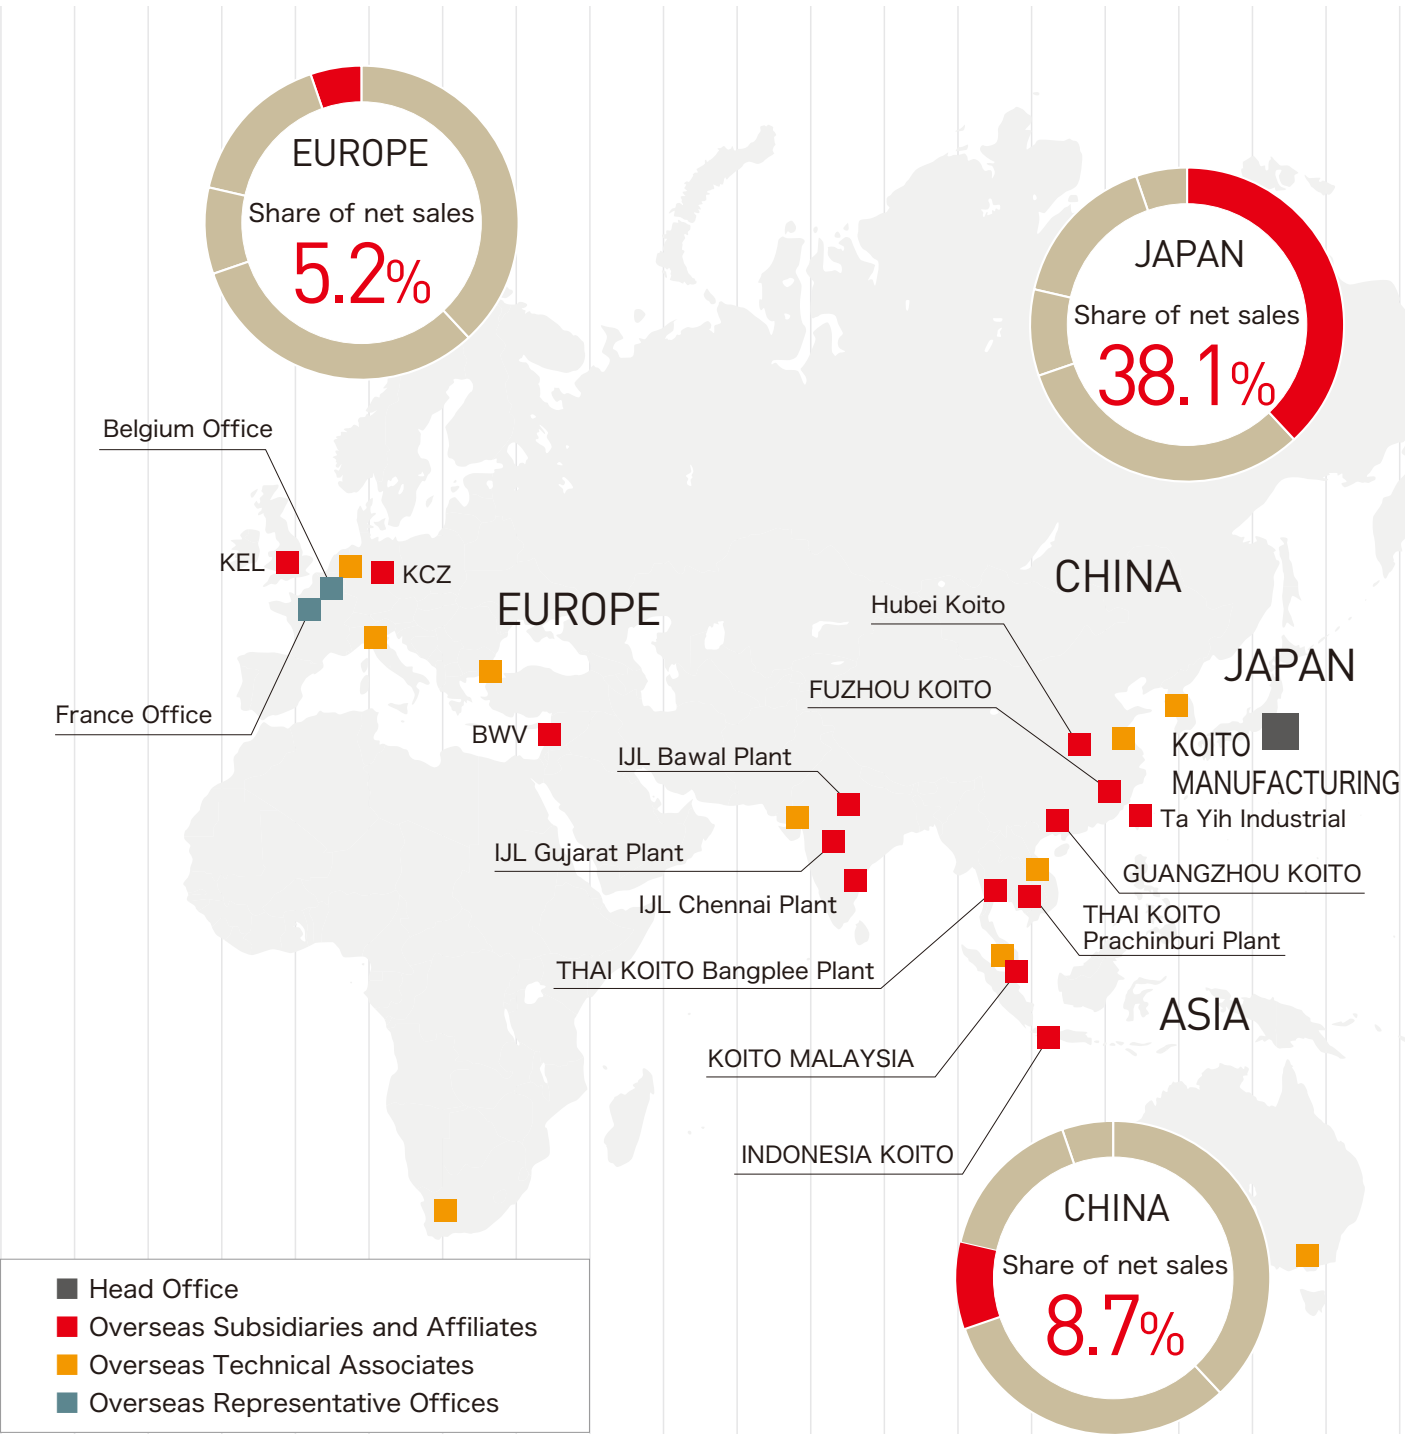 EUROPE
Share of net sales
5.2%
JAPAN
Share of net sales
38.1%
Belgium Office
KEL
KCZ
EUROPE
France Office
BWV
CHINA
Hubei Koito
FUZHOU KOITO
JAPAN
KOITO
MANUFACTURING
Ta Yih Industrial
IJL Bawal Plant
IJL Gujarat Plant
IJL Chennai Plant
GUANGZHOU KOITO
THAI KOITO
Prachinburi Plant
THAI KOITO Bangplee Plant
ASIA
KOITO MALAYSIA
INDONESIA KOITO
CHINA
Share of net sales
8.7%
Head Office
Overseas Subsidiaries and Affiliates
Overseas Technical Associates
Overseas Representative Offices